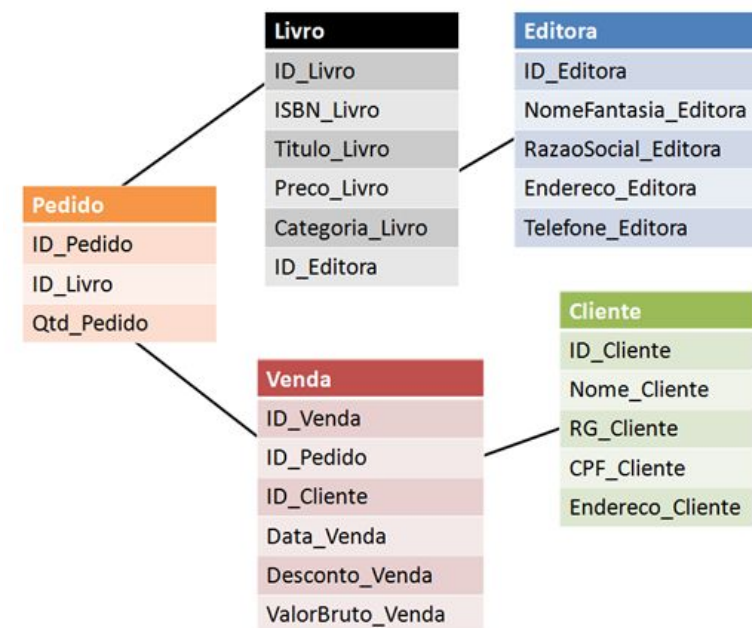 Livro
ID_Livro
ISBN_Livro
Titulo_Livro
Preco_Livro
Categoria_Livro
ID_Editora
Editora
ID_Editora
NomeFantasia_Editora
RazaoSocial_Editora
Endereco_Editora
Telefone_Editora
Pedido
ID_Pedido
ID_Livro
Qtd_Pedido
Venda
ID_Venda
ID_Pedido
ID_Cliente
Data_Venda
Desconto_Venda
ValorBruto_Venda
Cliente
ID_Cliente
Nome_Cliente
RG_Cliente
CPF_Cliente
Endereco_Cliente